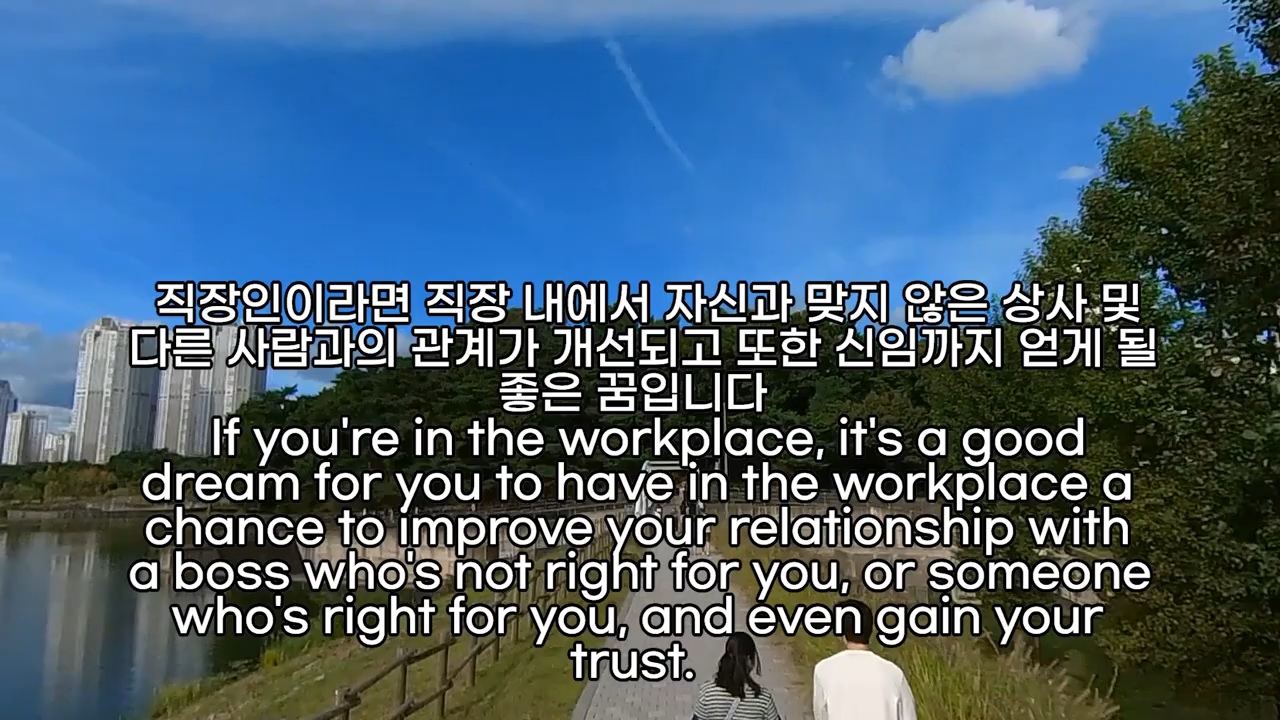 직장인이라면 직장 내에서 자신과 맞지 않은 상사 및
다른 사람과의 관계가 개선되고 또한 신임까지 얻게 될
좋은 꿈입니다
If you're in the workplace, it's a good
dream for you to have in the workplace a
chance to improve your relationship with
a boss who's not right for you, or someone
who's right for you, and even gain your
trust.